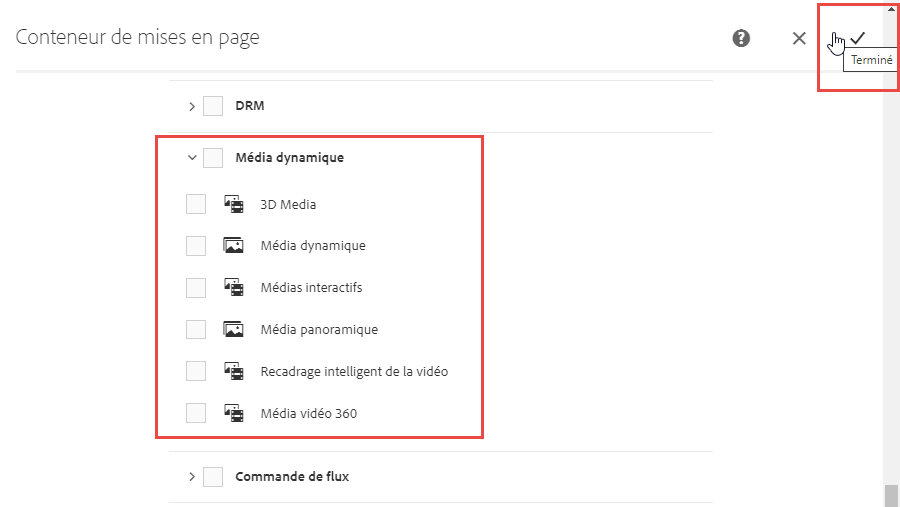 Conteneur de mises en page
?
Terminé
DRM
Média dynamique
3D Media
Média dynamique
Médias interactifs
Média panoramique
Recadrage intelligent de la vidéo
Média vidéo 360
Commande de flux